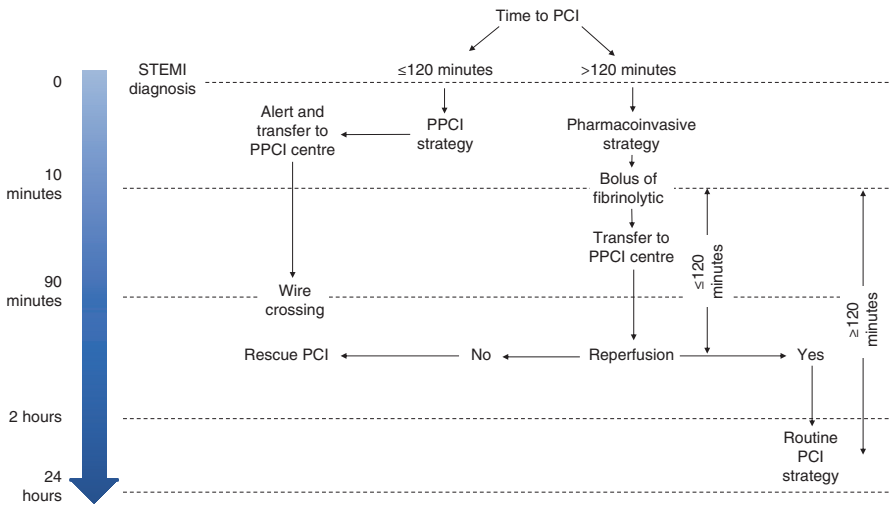 Time to PCI
0
STEMI
diagnosis
≤120 minutes
>120 minutes
Alert and
transfer to
PPCI centre
PPCI
strategy
Pharmacoinvasive
strategy
10
minutes
Bolus of
fibrinolytic
Transfer to
PPCI centre
≤120
minutes
≥120
minutes
90
minutes
Wire
crossing
Rescue PCI
No
Reperfusion
Yes
2 hours
Routine
PCI
strategy
24
hours